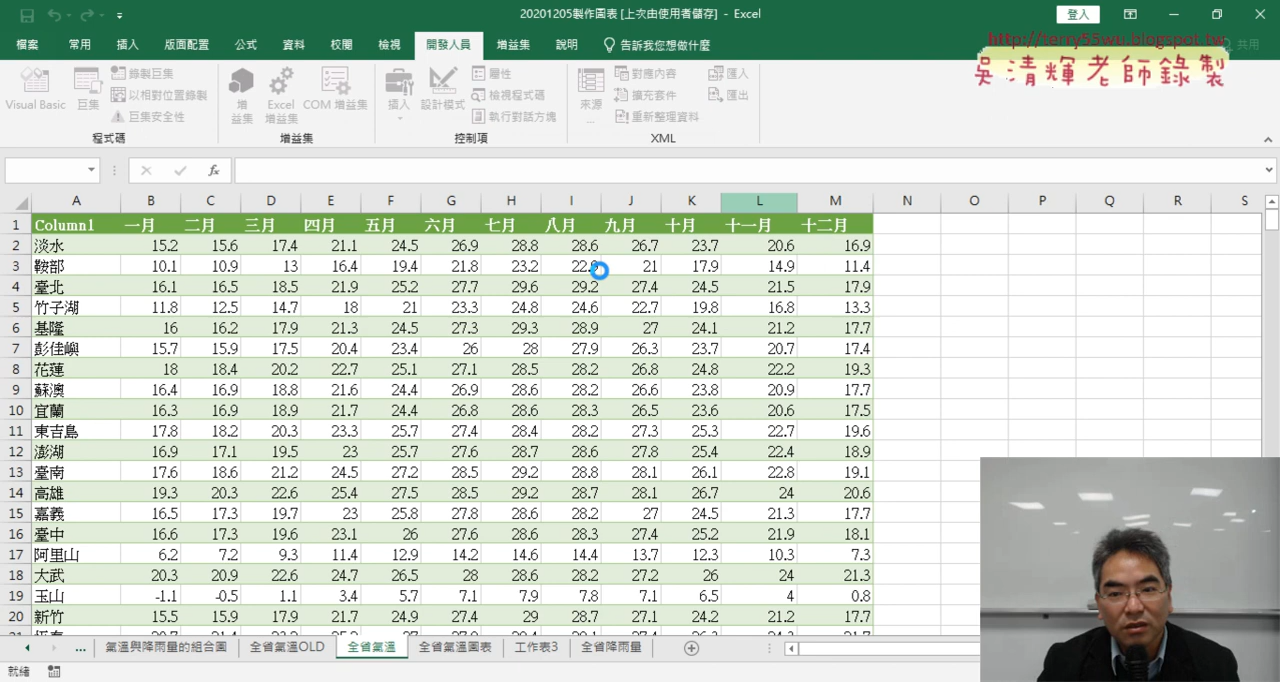 20201205製作圖表 [上次由使用者儲存] - Excel
登入
檔案 常用 插入 版面配置 公式 資料 校閱 檢視 開發人員 增益集 說明 告訴我您想做什麼 共用
http://terry55wu.blogspot.tw
吳清輝老師錄製
Visual Basic 巨集 錄製巨集 以相對位置錄製 巨集安全性
增益集 Excel 增益集 COM 增益集
插入 設計模式 屬性 檢視程式碼 執行對話方塊
來源 對應內容 擴充套件 重新整理資料 匯入 匯出
程式碼 增益集 控制項 XML
fx
A B C D E F G H I J K L M N O P Q R S
1 Column1 一月 二月 三月 四月 五月 六月 七月 八月 九月 十月 十一月 十二月
2 淡水 15.2 15.6 17.4 21.1 24.5 26.9 28.8 28.6 26.7 23.7 20.6 16.9
3 鞍部 10.1 10.9 13 16.4 19.4 21.8 23.2 21 17.9 14.9 11.4
4 臺北 16.1 16.5 18.5 21.9 25.2 27.7 29.6 29.2 27.4 24.5 21.5 17.9
5 竹子湖 11.8 12.5 14.7 18 21 23.3 24.8 24.6 22.7 19.8 16.8 13.3
6 基隆 16 16.2 17.9 21.3 24.5 27.3 29.3 28.9 27 24.1 21.2 17.7
7 彭佳嶼 15.7 15.9 17.5 20.4 23.4 26 28 27.9 26.3 23.7 20.7 17.4
8 花蓮 18 18.4 20.2 22.7 25.1 27.1 28.5 28.2 26.8 24.8 22.2 19.3
9 蘇澳 16.4 16.9 18.8 21.6 24.4 26.9 28.6 28.2 26.6 23.8 20.9 17.7
10 宜蘭 16.3 16.9 18.9 21.7 24.4 26.8 28.6 28.3 26.5 23.6 20.6 17.5
11 東吉島 17.8 18.2 20.3 23.3 25.7 27.4 28.4 28.2 27.3 25.3 22.7 19.6
12 澎湖 16.9 17.1 19.5 23 25.7 27.6 28.7 28.6 27.8 25.4 22.4 18.9
13 臺南 17.6 18.6 21.2 24.5 27.2 28.5 29.2 28.8 28.1 26.1 22.8 19.1
14 高雄 19.3 20.3 22.6 25.4 27.5 28.5 29.2 28.7 28.1 26.7 24 20.6
15 嘉義 16.5 17.3 19.7 23 25.8 27.8 28.6 28.2 27 24.5 21.3 17.7
16 臺中 16.6 17.3 19.6 23.1 26 27.6 28.6 28.3 27.4 25.2 21.9 18.1
17 阿里山 6.2 7.2 9.3 11.4 12.9 14.2 14.6 14.4 13.7 12.3 10.3 7.3
18 大武 20.3 20.9 22.6 24.7 26.5 28 28.6 28.2 27.2 26 24 21.3
19 玉山 -1.1 -0.5 1.1 3.4 5.7 7.1 7.9 7.8 7.1 6.5 4 0.8
20 新竹 15.5 15.9 17.9 21.7 24.9 27.4 29 28.7 27.1 24.2 21.2 17.7
... 氣溫與降雨量的組合圖 全省氣溫OLD 全省氣溫 全省氣溫圖表 工作表3 全省降雨量
就緒